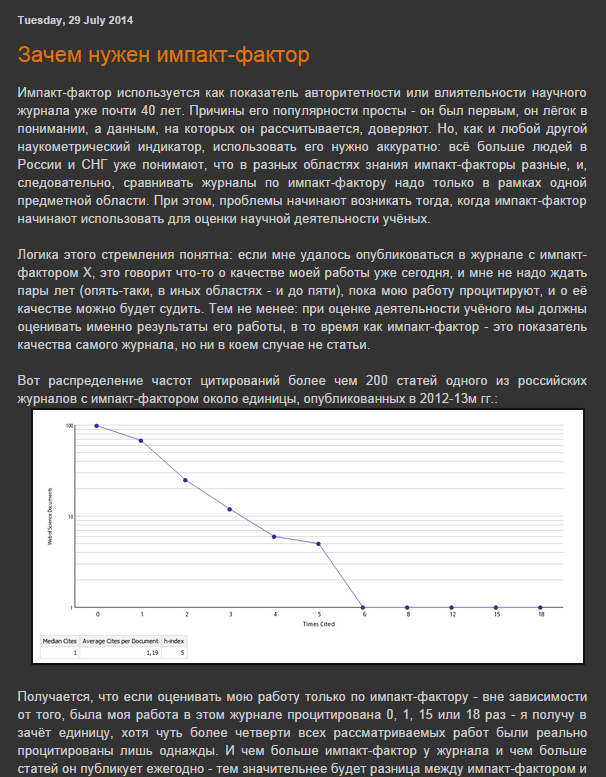 Tuesday, 29 July 2014
Зачем нужен импакт-фактор
Импакт-фактор используется как показатель авторитетности или влиятельности научного
журнала уже почти 40 лет. Причины его популярности просты - он был первым, он лёгок в
понимании, а данным, на которых он рассчитывается, доверяют. Но, как и любой другой
наукометрический индикатор, использовать его нужно аккуратно: всё больше людей в
России и СНГ уже понимают, что в разных областях знания импакт-факторы разные, и,
следовательно, сравнивать журналы по импакт-фактору надо только в рамках одной
предметной области. При этом, проблемы начинают возникать тогда, когда импакт-фактор
начинают использовать для оценки научной деятельности учёных.
Логика этого стремления понятна: если мне удалось опубликоваться в журнале с импакт-
фактором X, это говорит что-то о качестве моей работы уже сегодня, и мне не надо ждать
пары лет (опять-таки, в иных областях - и до пяти), пока мою работу процитируют, и о её
качестве можно будет судить. Тем не менее: при оценке деятельности учёного мы должны
оценивать именно результаты его работы, в то время как импакт-фактор - это показатель
качества самого журнала, но ни в коем случае не статьи.
Вот распределение частот цитирований более чем 200 статей одного из российских
журналов с импакт-фактором около единицы, опубликованных в 2012-13м гг.:
100
10
1
Web of Science Documents
0 1 2 3 4 5 6 8 12 15 18
Times Cited
Median Cites Average Cites per Document h-index
1 1,19 5
Получается, что если оценивать мою работу только по импакт-фактору - вне зависимости
от того, была моя работа в этом журнале процитирована 0, 1, 15 или 18 раз - я получу в
зачёт единицу, хотя чуть более четверти всех рассматриваемых работ были реально
процитированы лишь однажды. И чем больше импакт-фактор у журнала и чем больше
статей он публикует ежегодно - тем значительнее будет разница между импакт-фактором и